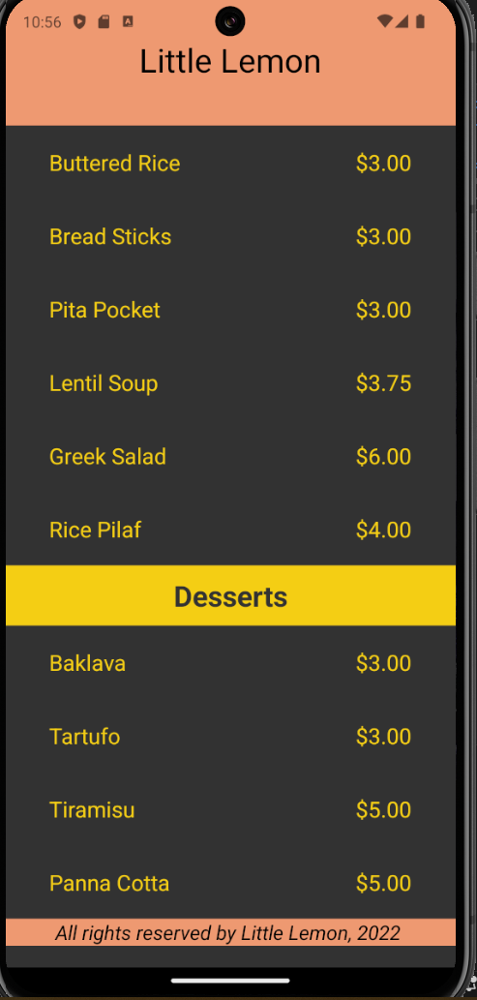 10:56
Little Lemon
Buttered Rice $3.00
Bread Sticks $3.00
Pita Pocket $3.00
Lentil Soup $3.75
Greek Salad $6.00
Rice Pilaf $4.00
Desserts
Baklava $3.00
Tartufo $3.00
Tiramisu $5.00
Panna Cotta $5.00
All rights reserved by Little Lemon, 2022